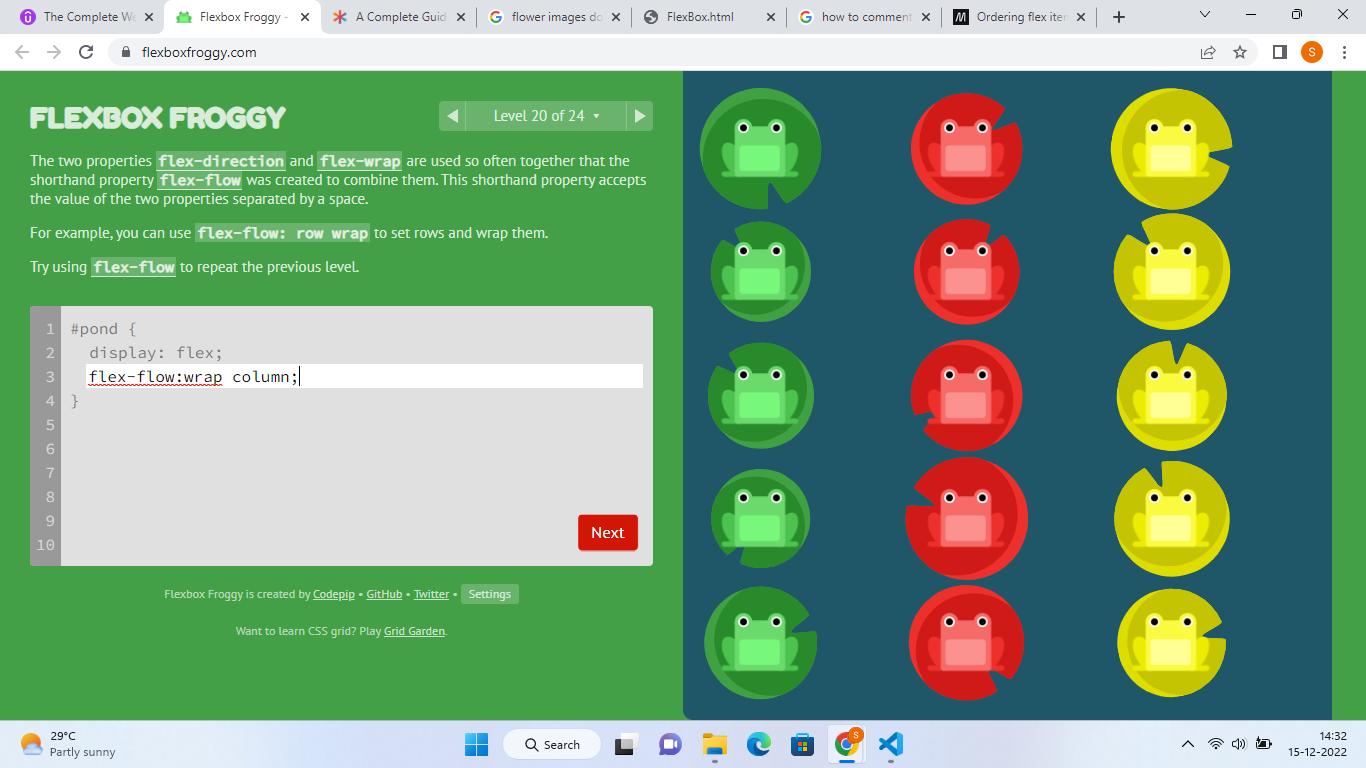 The Complete We
Flexbox Froggy -
A Complete Guid
flower images do
FlexBox.html
how to comment
Ordering flex iten
flexboxfroggy.com
S
FLEXBOX FROGGY
Level 20 of 24
The two properties flex-direction and flex-wrap are used so often together that the
shorthand property flex-flow was created to combine them. This shorthand property accepts
the value of the two properties separated by a space.
For example, you can use flex-flow: row wrap to set rows and wrap them.
Try using flex-flow to repeat the previous level.
1 #pond {
2 display: flex;
3 flex-flow:wrap column;
4 }
5
6
7
8
9
10
Next
Flexbox Froggy is created by Codepip • GitHub • Twitter • Settings
Want to learn CSS grid? Play Grid Garden.
29°C
Partly sunny
Search
S
14:32
15-12-2022